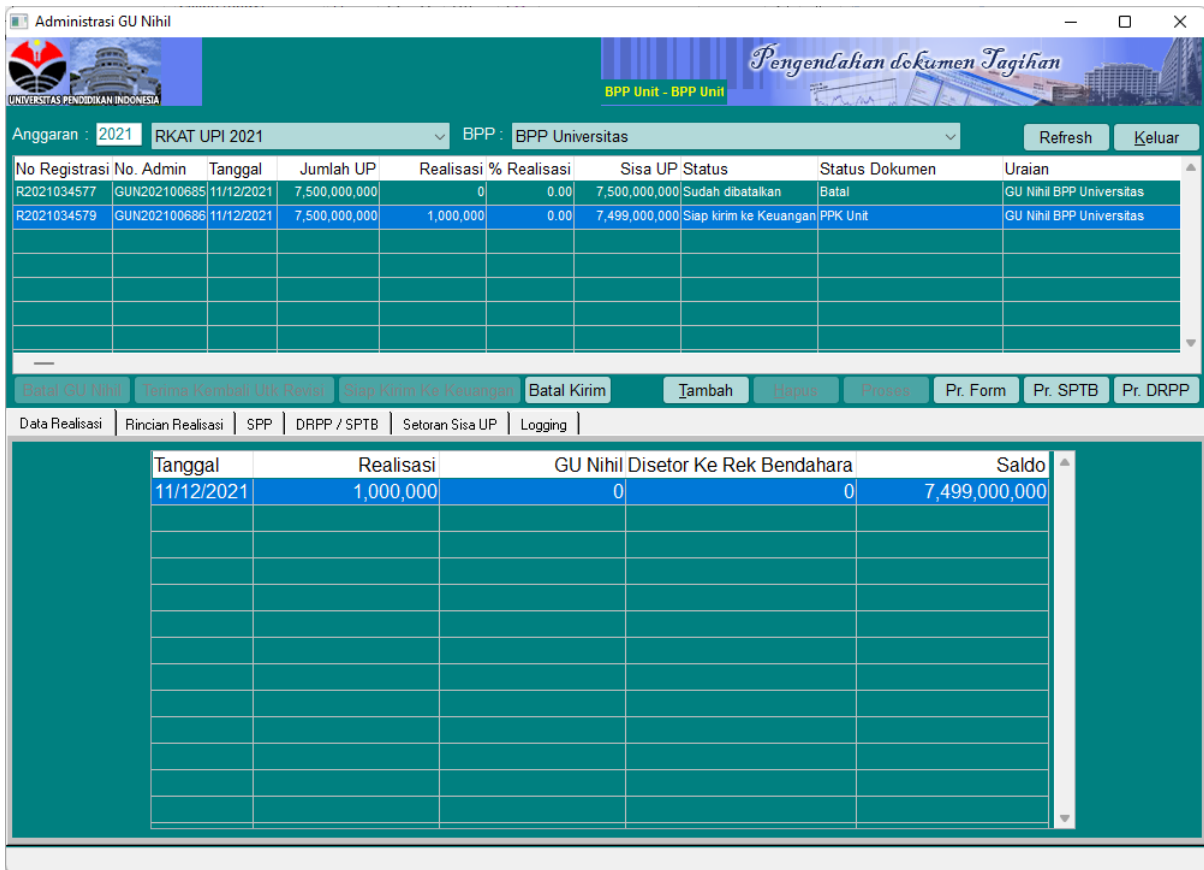 Administrasi GU Nihil
UNIVERSITAS PENDIDIKAN INDONESIA
Pengendalian dokumen Tagihan
BPP Unit - BPP Unit
Anggaran : 2021 RKAT UPI 2021 BPP : BPP Universitas Refresh Keluar
No Registrasi No. Admin Tanggal Jumlah UP Realisasi % Realisasi Sisa UP Status Status Dokumen Uraian
R2021034577 GUN202100685 11/12/2021 7,500,000,000 0 0.00 7,500,000,000 Sudah dibatalkan Batal GU Nihil BPP Universitas
R2021034579 GUN202100686 11/12/2021 7,500,000,000 1,000,000 0.00 7,499,000,000 Siap kirim ke Keuangan PPK Unit GU Nihil BPP Universitas
Batal GU Nihil Terima Kembali Utk Revisi Siap Kirim Ke Keuangan Batal Kirim Tambah Hapus Proses Pr. Form Pr. SPTB Pr. DRPP
Data Realisasi Rincian Realisasi SPP DRPP / SPTB Setoran Sisa UP Logging
Tanggal Realisasi GU Nihil Disetor Ke Rek Bendahara Saldo
11/12/2021 1,000,000 0 0 7,499,000,000